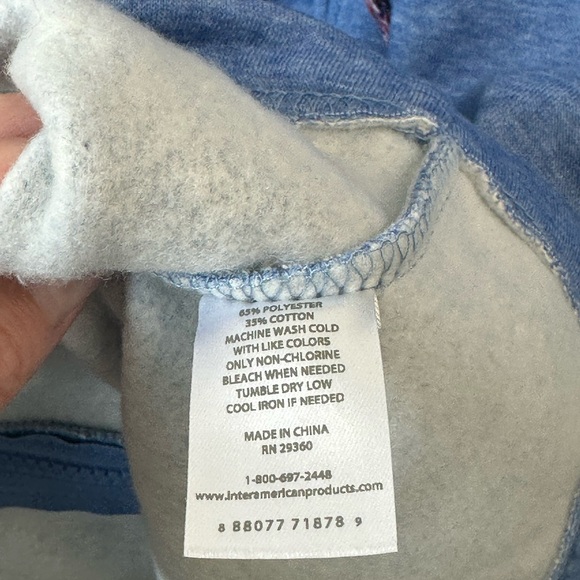 65% POLYESTER
35% COTTON
MACHINE WASH COLD
WITH LIKE COLORS
ONLY NON-CHLORINE
BLEACH WHEN NEEDED
TUMBLE DRY LOW
COOL IRON IF NEEDED
MADE IN CHINA
RN 29360
1-800-697-2448
www.interamericanproducts.com
8 88077 71878 9